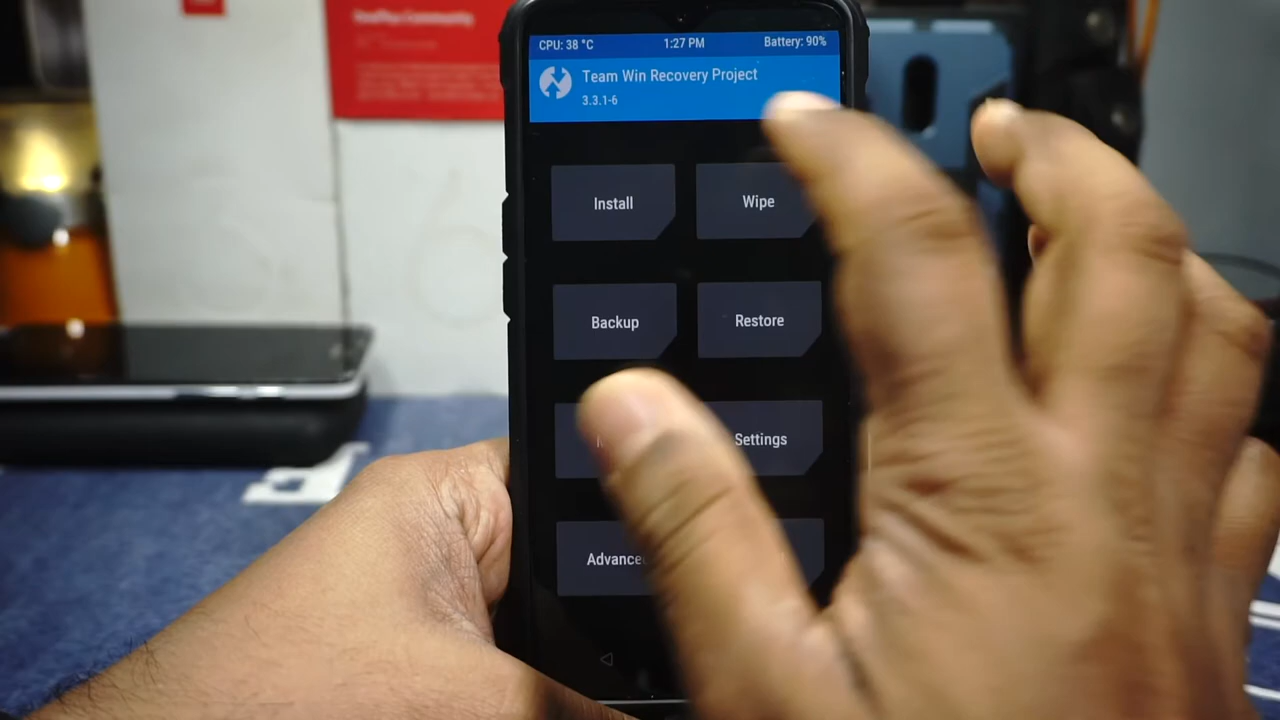 CPU: 38 °C 1:27 PM Battery: 90%
Team Win Recovery Project
3.3.1-6
Install Wipe
Backup Restore
Settings
Advanced